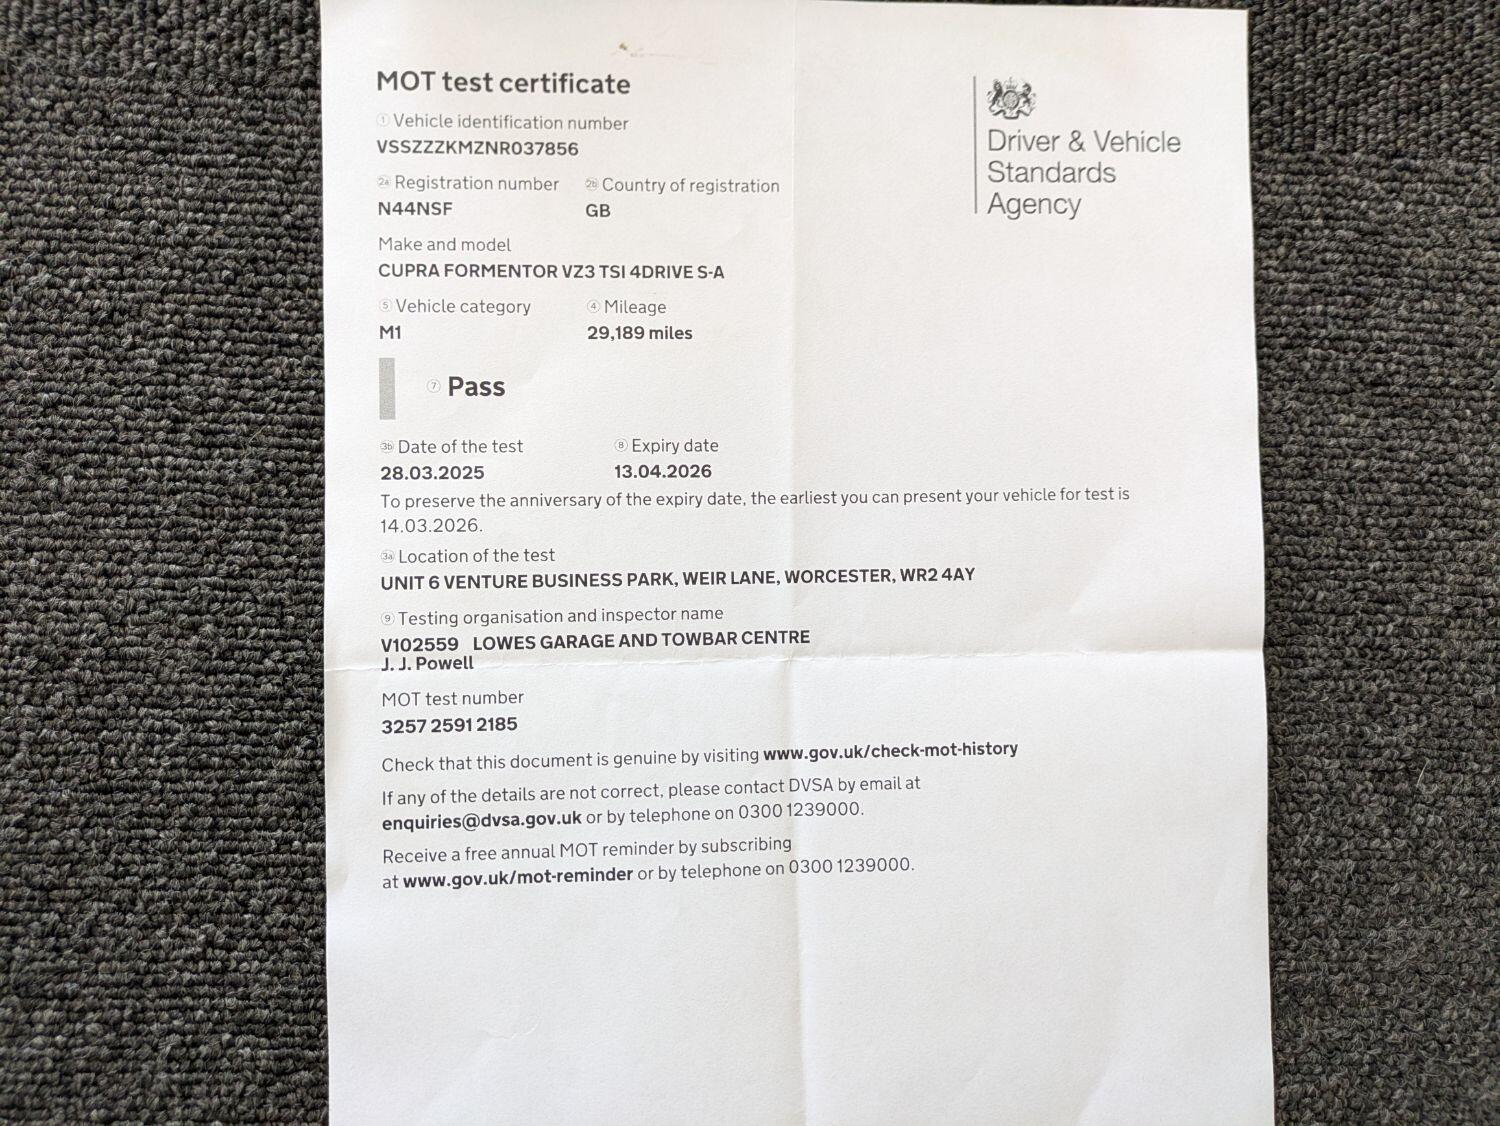 MOT test certificate
① Vehicle identification number
VSSZZZKMZNR037856
2a Registration number 2b Country of registration
N44NSF GB
Make and model
CUPRA FORMENTOR VZ3 TSI 4DRIVE S-A
⑤ Vehicle category ④ Mileage
M1 29,189 miles
⑦ Pass
3b Date of the test ⑧ Expiry date
28.03.2025 13.04.2026
To preserve the anniversary of the expiry date, the earliest you can present your vehicle for test is
14.03.2026.
3a Location of the test
UNIT 6 VENTURE BUSINESS PARK, WEIR LANE, WORCESTER, WR2 4AY
⑨ Testing organisation and inspector name
V102559 LOWES GARAGE AND TOWBAR CENTRE
J. J. Powell
MOT test number
3257 2591 2185
Check that this document is genuine by visiting www.gov.uk/check-mot-history
If any of the details are not correct, please contact DVSA by email at
enquiries@dvsa.gov.uk or by telephone on 0300 1239000.
Receive a free annual MOT reminder by subscribing
at www.gov.uk/mot-reminder or by telephone on 0300 1239000.
Driver & Vehicle
Standards
Agency